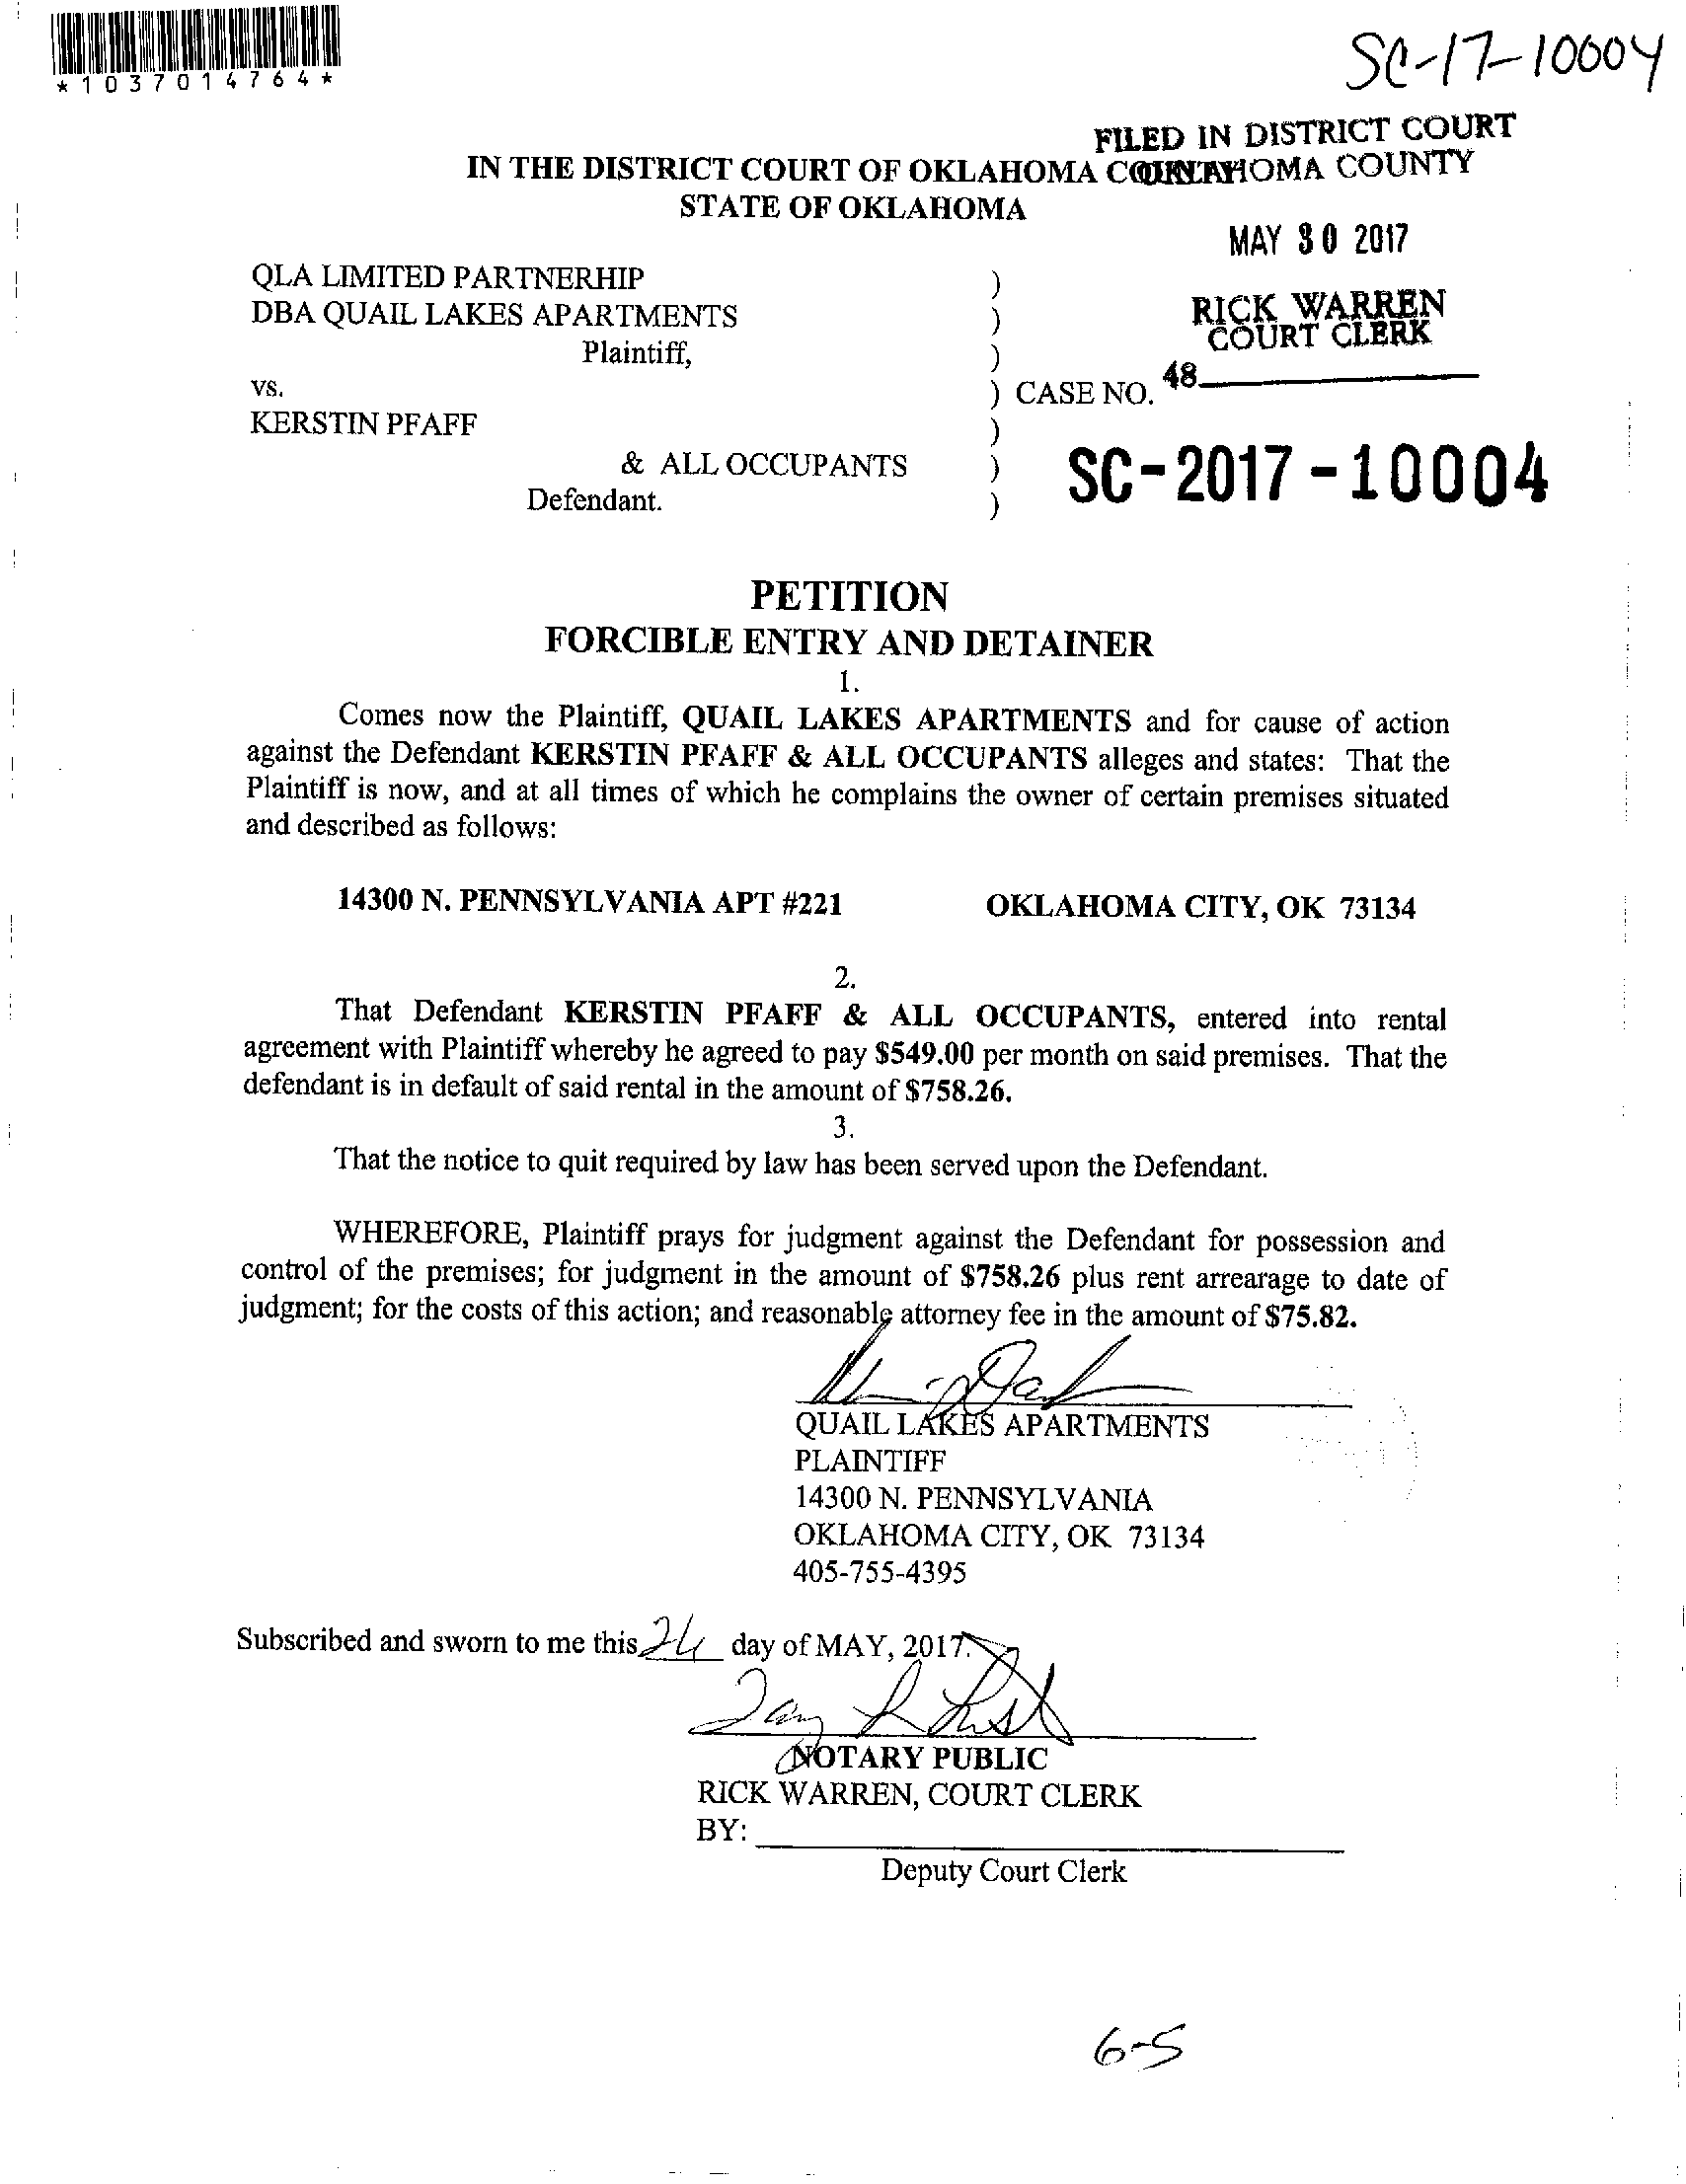 *1037014764*
SC-17-10004
FILED IN DISTRICT COURT
OKLAHOMA COUNTY
IN THE DISTRICT COURT OF OKLAHOMA COUNTY
STATE OF OKLAHOMA
MAY 30 2017
RICK WARREN
COURT CLERK
48
QLA LIMITED PARTNERHIP )
DBA QUAIL LAKES APARTMENTS )
Plaintiff, )
vs. ) CASE NO.
KERSTIN PFAFF )
& ALL OCCUPANTS )
Defendant. )
SC-2017-10004
PETITION
FORCIBLE ENTRY AND DETAINER
1.
Comes now the Plaintiff, QUAIL LAKES APARTMENTS and for cause of action
against the Defendant KERSTIN PFAFF & ALL OCCUPANTS alleges and states: That the
Plaintiff is now, and at all times of which he complains the owner of certain premises situated
and described as follows:
14300 N. PENNSYLVANIA APT #221 OKLAHOMA CITY, OK 73134
2.
That Defendant KERSTIN PFAFF & ALL OCCUPANTS, entered into rental
agreement with Plaintiff whereby he agreed to pay $549.00 per month on said premises. That the
defendant is in default of said rental in the amount of $758.26.
3.
That the notice to quit required by law has been served upon the Defendant.
WHEREFORE, Plaintiff prays for judgment against the Defendant for possession and
control of the premises; for judgment in the amount of $758.26 plus rent arrearage to date of
judgment; for the costs of this action; and reasonable attorney fee in the amount of $75.82.
QUAIL LAKES APARTMENTS
PLAINTIFF
14300 N. PENNSYLVANIA
OKLAHOMA CITY, OK 73134
405-755-4395
Subscribed and sworn to me this 24 day of MAY, 2017.
NOTARY PUBLIC
RICK WARREN, COURT CLERK
BY:
Deputy Court Clerk
6-5